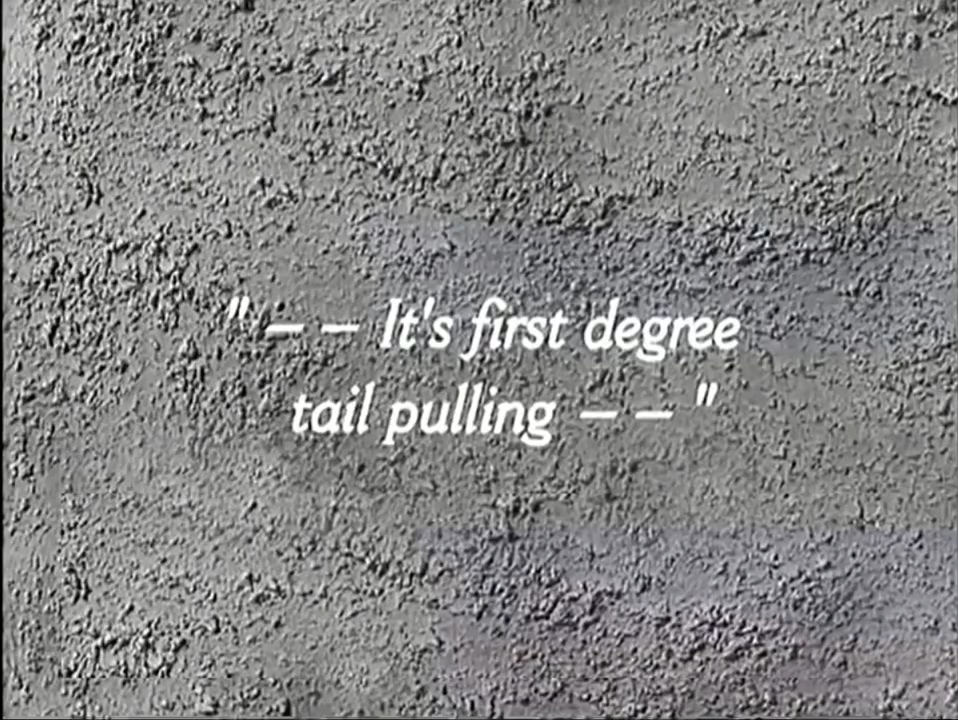 "— — It's first degree
tail pulling — —"